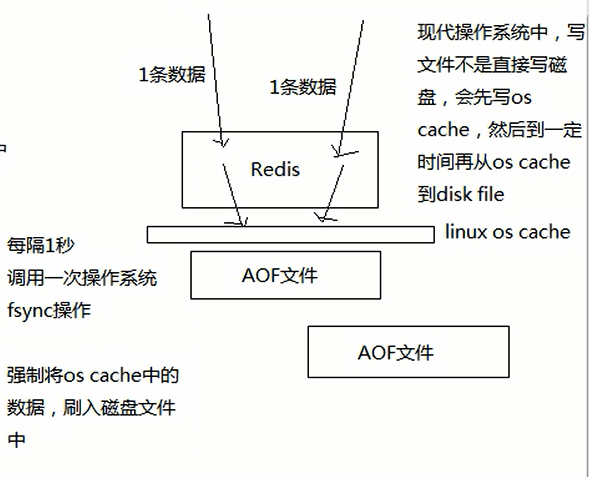 1条数据
1条数据
现代操作系统中，写
文件不是直接写磁
盘，会先写os
cache，然后到一定
时间再从os cache
到disk file
中
Redis
linux os cache
每隔1秒
调用一次操作系统
fsync操作
AOF文件
AOF文件
强制将os cache中的
数据，刷入磁盘文件
中